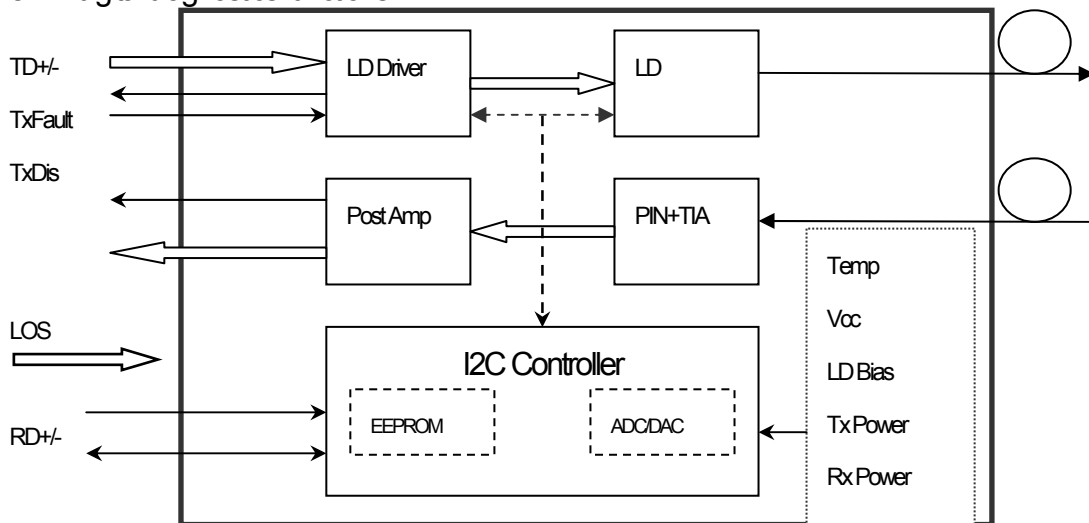 TD+/-
LD Driver
LD
TxFault
TxDis
Post Amp
PIN+TIA
Temp
Vcc
LOS
I2C Controller
LD Bias
RD+/-
EEPROM
ADC/DAC
Tx Power
Rx Power